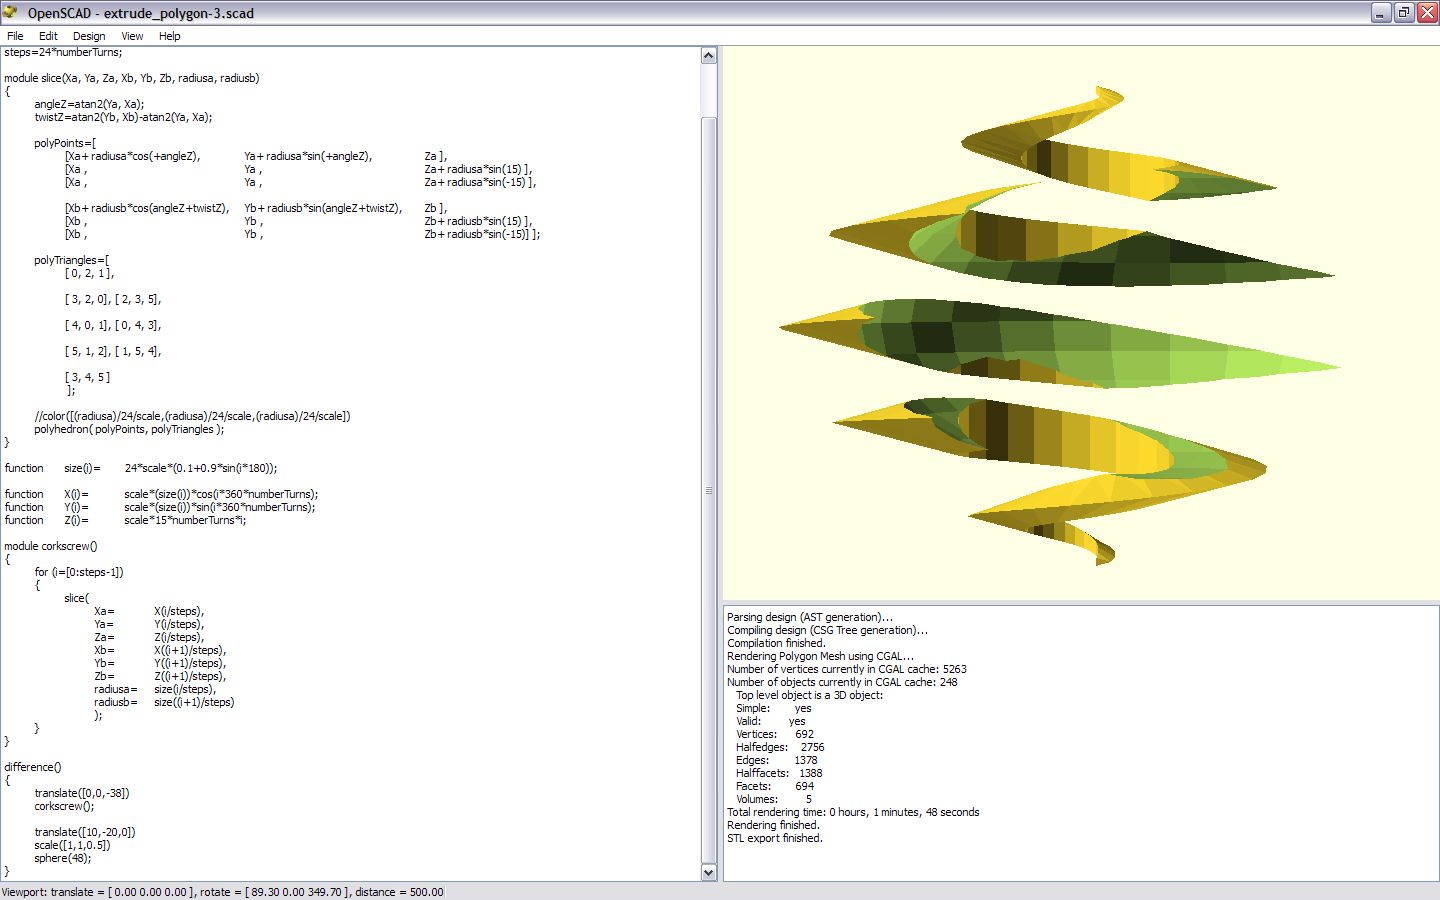 OpenSCAD - extrude_polygon-3.scad
File Edit Design View Help
steps=24*numberTurns;
module slice(Xa, Ya, Za, Xb, Yb, Zb, radiusa, radiusb)
{
angleZ=atan2(Ya, Xa);
twistZ=atan2(Yb, Xb)-atan2(Ya, Xa);
polyPoints=[
[Xa+radiusa*cos(+angleZ), Ya+radiusa*sin(+angleZ), Za ],
[Xa , Ya , Za+radiusa*sin(15) ],
[Xa , Ya , Za+radiusa*sin(-15) ],
[Xb+radiusb*cos(angleZ+twistZ), Yb+radiusb*sin(angleZ+twistZ), Zb ],
[Xb , Yb , Zb+radiusb*sin(15) ],
[Xb , Yb , Zb+radiusb*sin(-15)] ];
polyTriangles=[
[ 0, 2, 1 ],
[ 3, 2, 0], [ 2, 3, 5],
[ 4, 0, 1], [ 0, 4, 3],
[ 5, 1, 2], [ 1, 5, 4],
[ 3, 4, 5 ]
];
//color([(radiusa)/24/scale,(radiusa)/24/scale,(radiusa)/24/scale])
polyhedron( polyPoints, polyTriangles );
}
function size(i)= 24*scale*(0.1+0.9*sin(i*180));
function X(i)= scale*(size(i))*cos(i*360*numberTurns);
function Y(i)= scale*(size(i))*sin(i*360*numberTurns);
function Z(i)= scale*15*numberTurns*i;
module corkscrew()
{
for (i=[0:steps-1])
{
slice(
Xa= X(i/steps),
Ya= Y(i/steps),
Za= Z(i/steps),
Xb= X((i+1)/steps),
Yb= Y((i+1)/steps),
Zb= Z((i+1)/steps),
radiusa= size(i/steps),
radiusb= size((i+1)/steps)
);
}
}
difference()
{
translate([0,0,-38])
corkscrew();
translate([10,-20,0])
scale([1,1,0.5])
sphere(48);
}
Parsing design (AST generation)...
Compiling design (CSG Tree generation)...
Compilation finished.
Rendering Polygon Mesh using CGAL...
Number of vertices currently in CGAL cache: 5263
Number of objects currently in CGAL cache: 248
Top level object is a 3D object:
Simple: yes
Valid: yes
Vertices: 692
Halfedges: 2756
Edges: 1378
Halffacets: 1388
Facets: 694
Volumes: 5
Total rendering time: 0 hours, 1 minutes, 48 seconds
Rendering finished.
STL export finished.
Viewport: translate = [ 0.00 0.00 0.00 ], rotate = [ 89.30 0.00 349.70 ], distance = 500.00